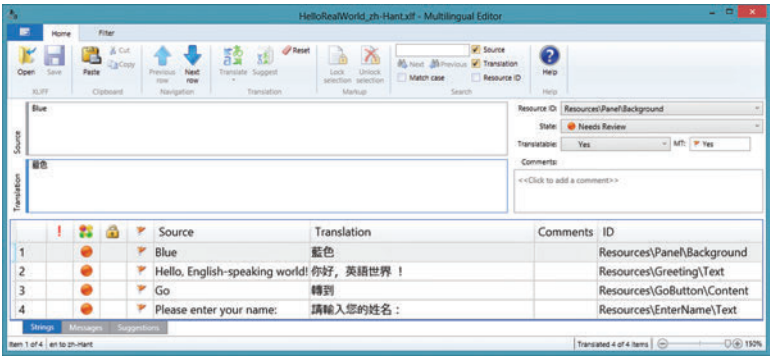 HelloRealWorld_zh-Hant.xlf - Multilingual Editor
Home Filter
Open Save Paste Cut Copy Previous row Next row Translate Suggest Reset Lock selection Unlock selection Next Previous Match case Source Translation Resource ID Help
XLIFF Clipboard Navigation Translation Markup Search Help
Source
Blue
Translation
藍色
Resource ID: Resources\Panel\Background
State: Needs Review
Translatable: Yes MT: Yes
Comments:
<<Click to add a comment>>
! Source Translation Comments ID
1 Blue 藍色 Resources\Panel\Background
2 Hello, English-speaking world! 你好，英語世界 ！ Resources\Greeting\Text
3 Go 轉到 Resources\GoButton\Content
4 Please enter your name: 請輸入您的姓名： Resources\EnterName\Text
Strings Messages Suggestions
Item 1 of 4 en to zh-Hant Translated 4 of 4 items 150%